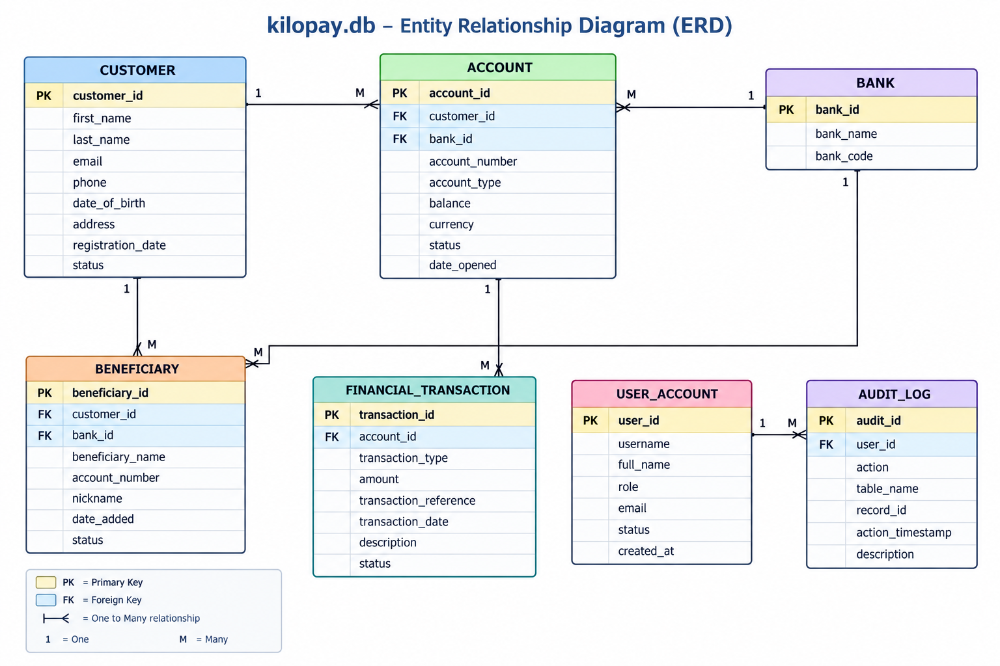 kilopay.db – Entity Relationship Diagram (ERD)
CUSTOMER
PK customer_id
first_name
last_name
email
phone
date_of_birth
address
registration_date
status
1
M
ACCOUNT
PK account_id
FK customer_id
FK bank_id
account_number
account_type
balance
currency
status
date_opened
M
1
BANK
PK bank_id
bank_name
bank_code
1
1
1
M
M
M
BENEFICIARY
PK beneficiary_id
FK customer_id
FK bank_id
beneficiary_name
account_number
nickname
date_added
status
FINANCIAL_TRANSACTION
PK transaction_id
FK account_id
transaction_type
amount
transaction_reference
transaction_date
description
status
USER_ACCOUNT
PK user_id
username
full_name
role
email
status
created_at
1
M
AUDIT_LOG
PK audit_id
FK user_id
action
table_name
record_id
action_timestamp
description
PK = Primary Key
FK = Foreign Key
= One to Many relationship
1 = One M = Many